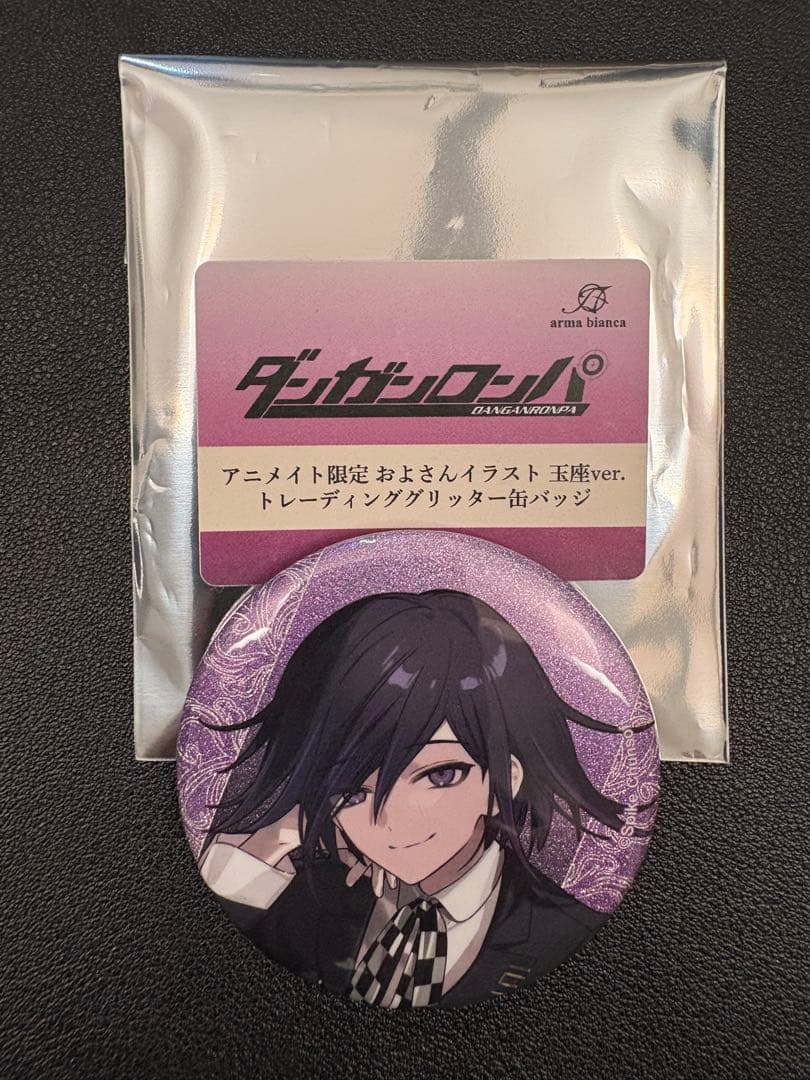 arma bianca
ダンガンロンパ
DANGANRONPA
アニメイト限定 およさんイラスト 玉座ver.
トレーディンググリッター缶バッジ
©Spike Chunsoft